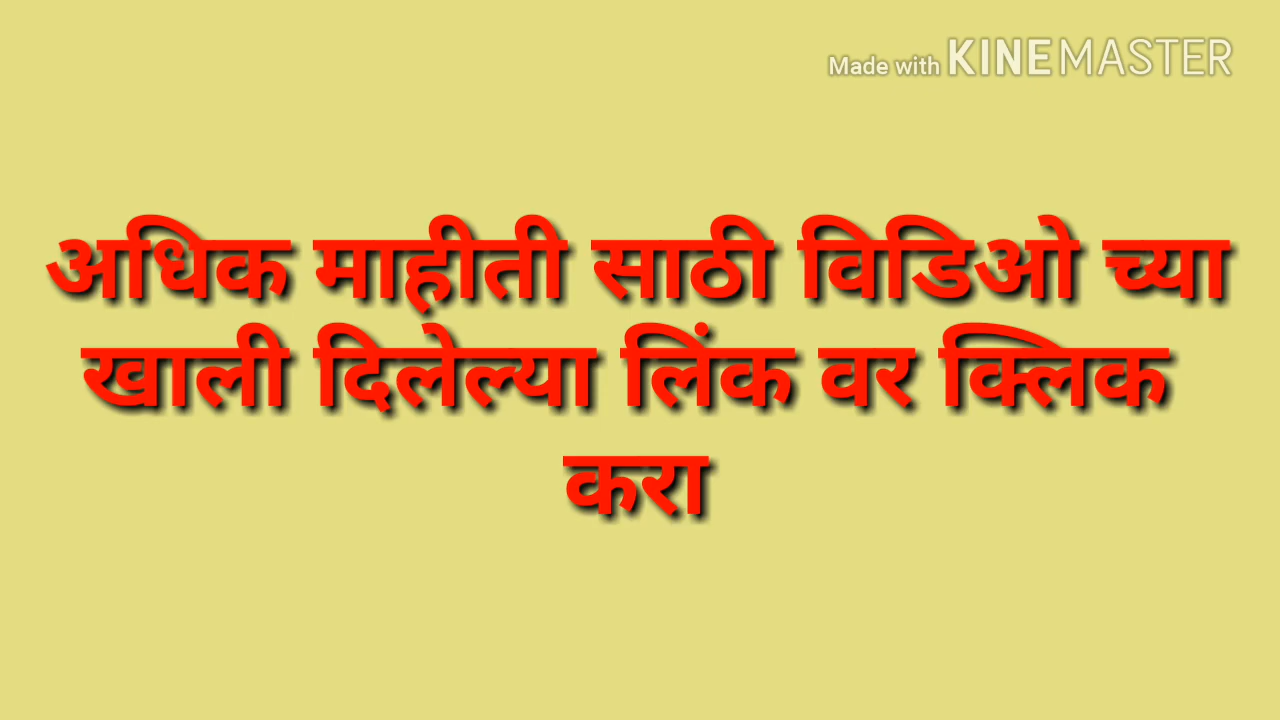 Made with KINEMASTER
अधिक माहीती साठी विडिओ च्या
खाली दिलेल्या लिंक वर क्लिक
करा